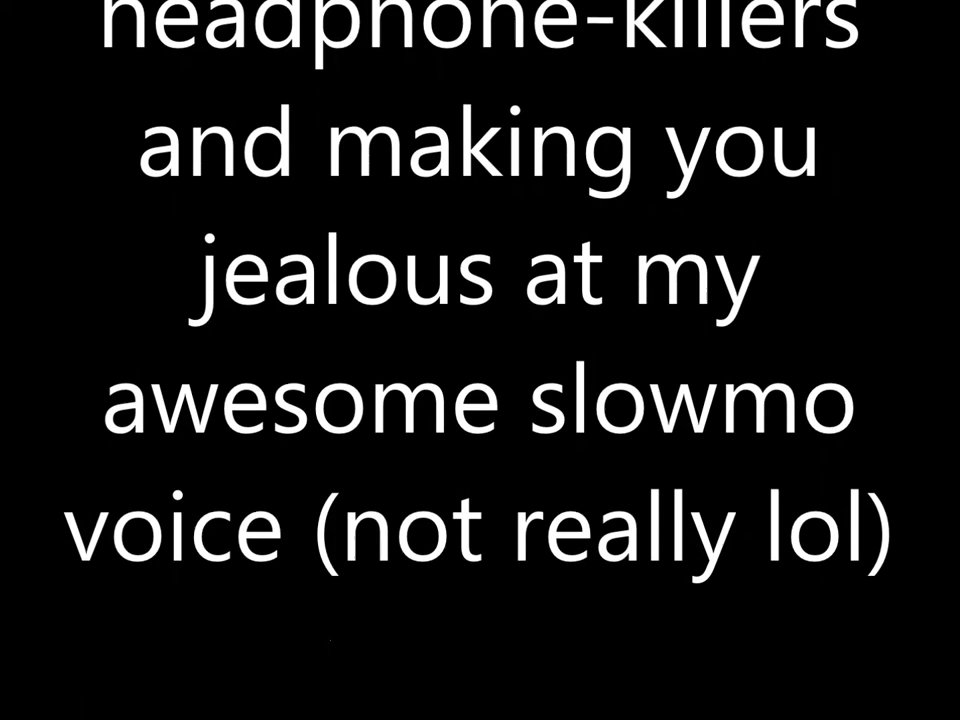 headphone-killers
and making you
jealous at my
awesome slowmo
voice (not really lol)